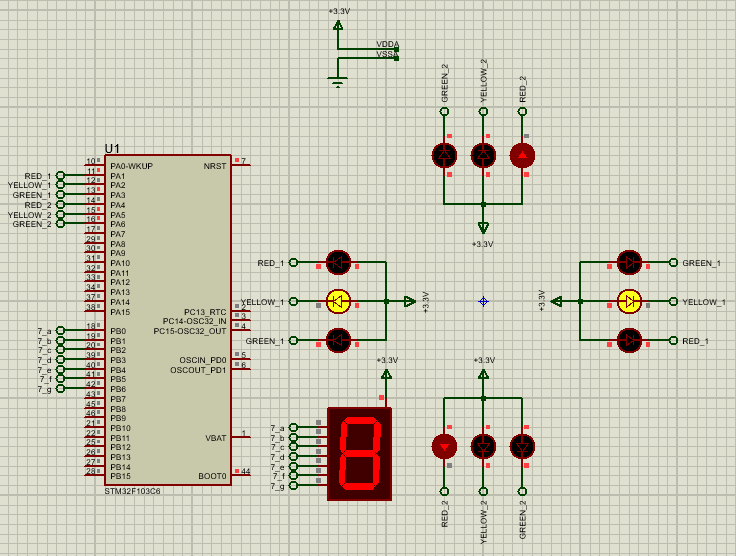 +3.3V
VDDA
VSSA
GREEN_2
YELLOW_2
RED_2
U1
10 PA0-WKUP
NRST 7
RED_1 11 PA1
YELLOW_1 12 PA2
GREEN_1 13 PA3
RED_2 14 PA4
YELLOW_2 15 PA5
GREEN_2 16 PA6
17 PA7
29 PA8
30 PA9
31 PA10
32 PA11
33 PA12
34 PA13
37 PA14
38 PA15
PC13_RTC 2
PC14-OSC32_IN 3
PC15-OSC32_OUT 4
7_a 18 PB0
7_b 19 PB1
7_c 20 PB2
7_d 39 PB3
7_e 40 PB4
7_f 41 PB5
7_g 42 PB6
43 PB7
45 PB8
46 PB9
21 PB10
22 PB11
25 PB12
26 PB13
27 PB14
28 PB15
OSCIN_PD0 5
OSCOUT_PD1 6
VBAT 1
BOOT0 44
STM32F103C6
+3.3V
RED_1
YELLOW_1
GREEN_1
+3.3V
+3.3V
GREEN_1
YELLOW_1
RED_1
+3.3V
7_a
7_b
7_c
7_d
7_e
7_f
7_g
8
+3.3V
RED_2
YELLOW_2
GREEN_2